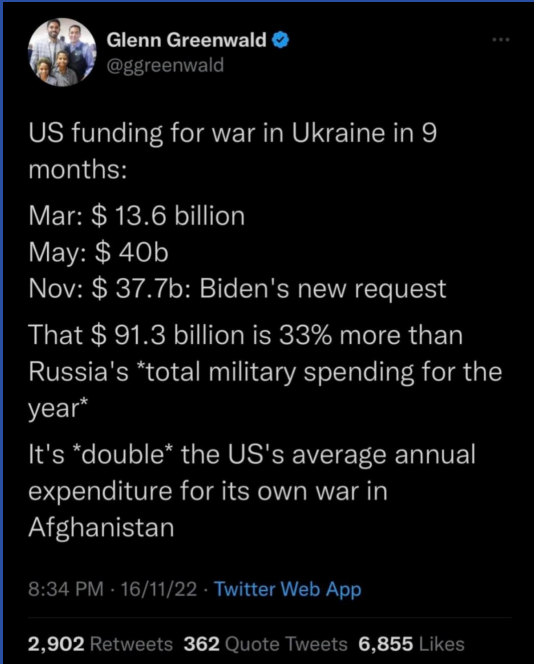 Glenn Greenwald
@ggreenwald
US funding for war in Ukraine in 9
months:
Mar: $ 13.6 billion
May: $ 40b
Nov: $ 37.7b: Biden's new request
That $ 91.3 billion is 33% more than
Russia's *total military spending for the
year*
It's *double* the US's average annual
expenditure for its own war in
Afghanistan
8:34 PM · 16/11/22 · Twitter Web App
2,902 Retweets 362 Quote Tweets 6,855 Likes